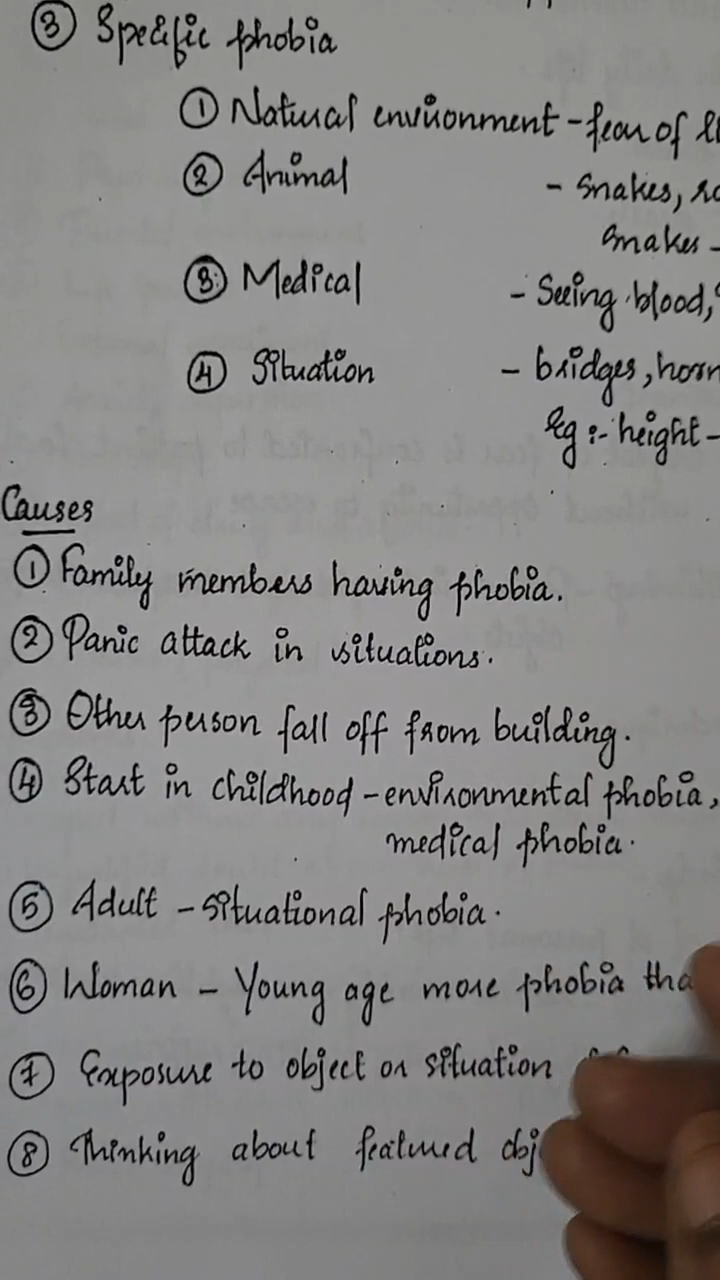 ③ Specific phobia
① Natural environment - fear of
② Animal - snakes,
snakes -
③ Medical - Seeing blood,
④ Situation - bridges,
Eg :- height -
Causes
① Family members having phobia.
② Panic attack in situations.
③ Other person fall off from building.
④ Start in childhood - environmental phobia,
medical phobia.
⑤ Adult - situational phobia.
⑥ Woman - Young age more phobia
⑦ Exposure to object or situation
⑧ Thinking about featured